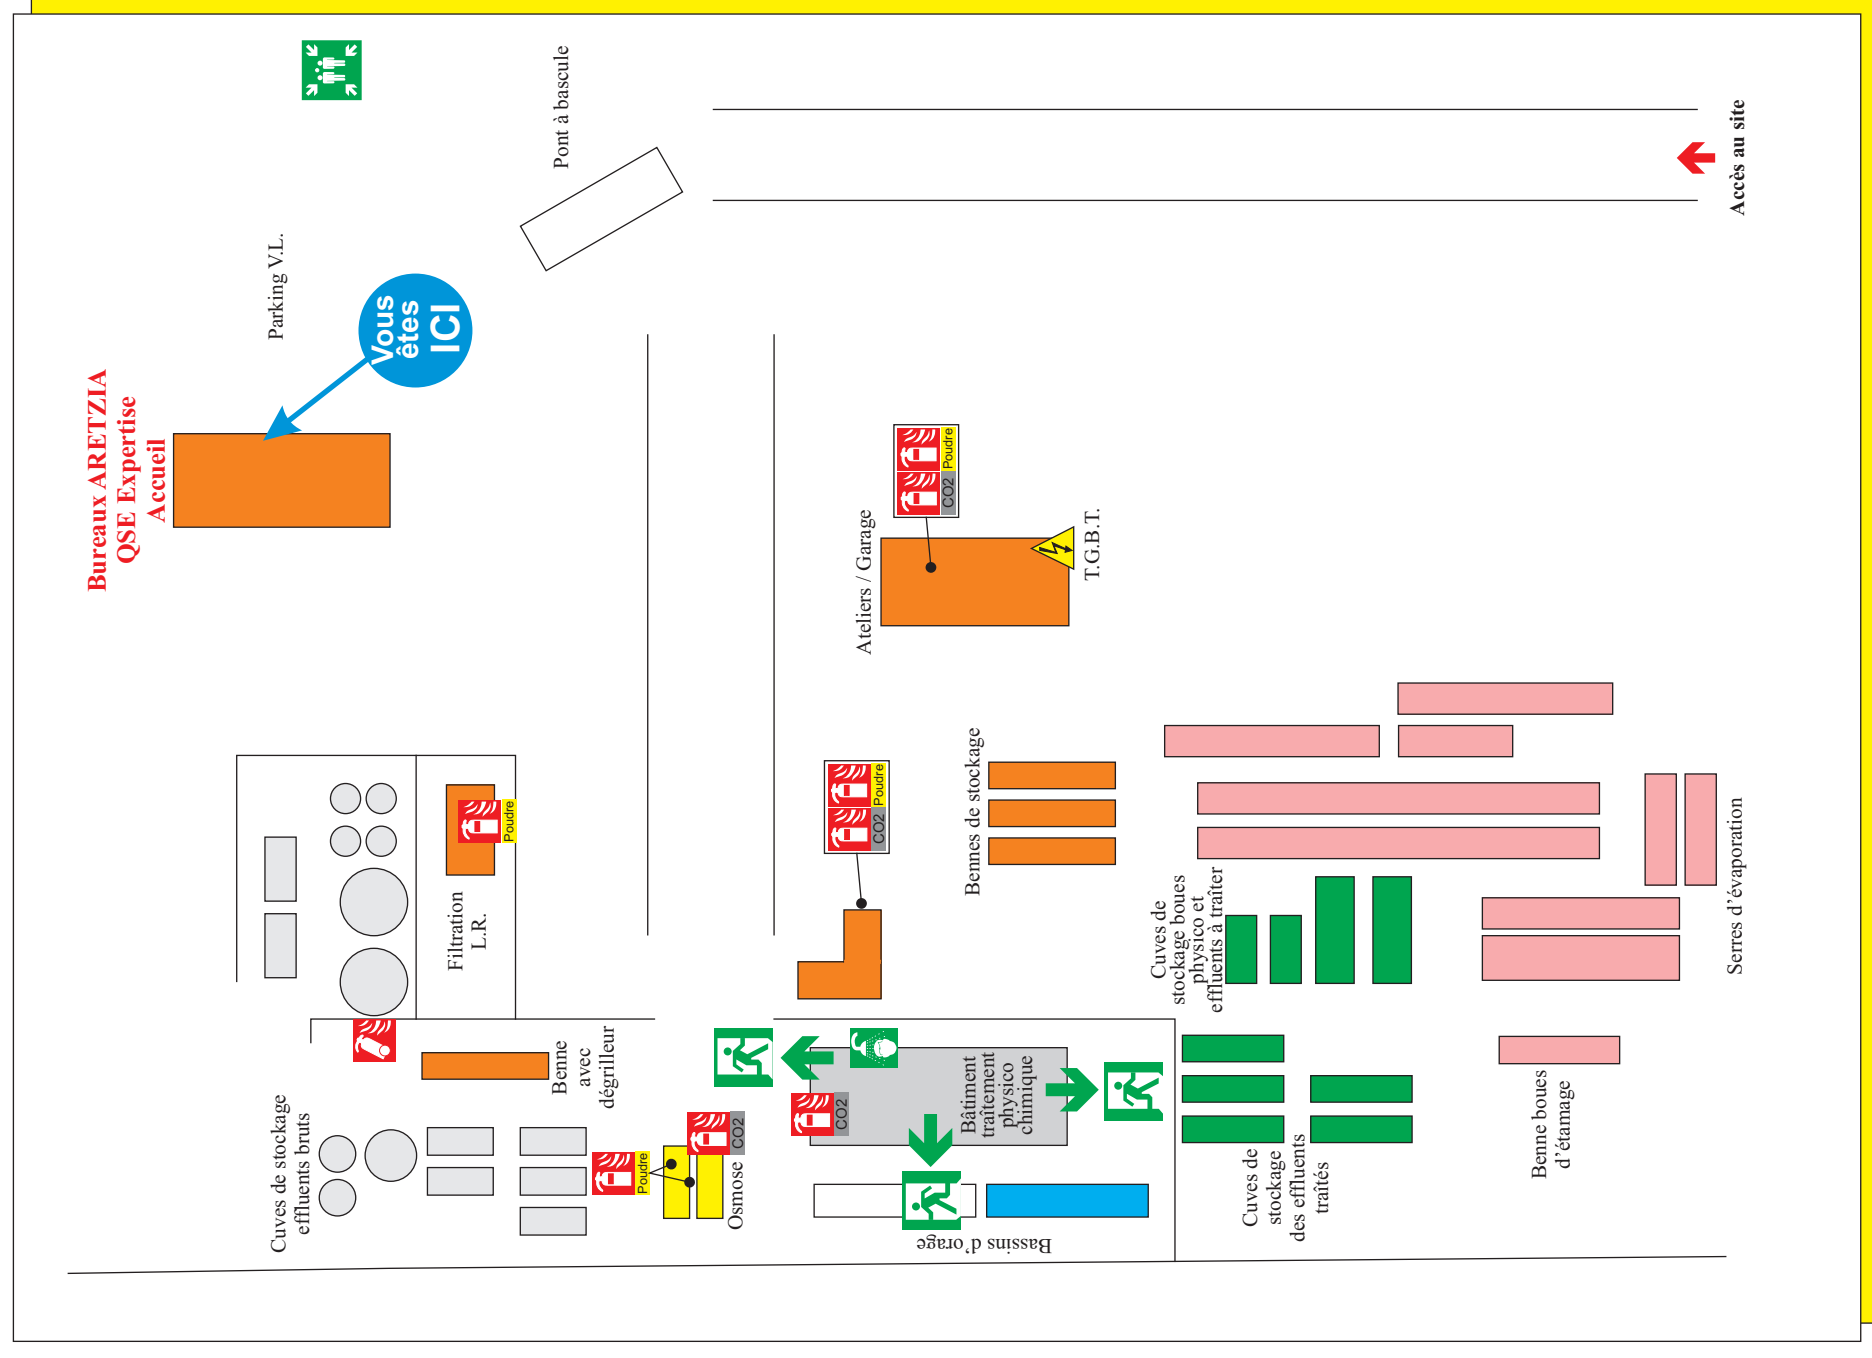 Bureaux ARETZIA
QSE Expertise
Accueil
Parking V.L.
Vous
êtes
ICI
Pont à bascule
Accès au site
Ateliers / Garage
CO2
Poudre
T.G.B.T.
Filtration
L.R.
Poudre
CO2
Poudre
Bennes de stockage
Cuves de
stockage boues
physico et
effluents à traîter
Serres d'évaporation
Cuves de stockage
effluents bruts
Benne
avec
dégrilleur
Poudre
CO2
Osmose
CO2
Bâtiment
traîtement
physico
chimique
Bassins d'orage
Cuves de
stockage
des effluents
traîtés
Benne boues
d'étamage